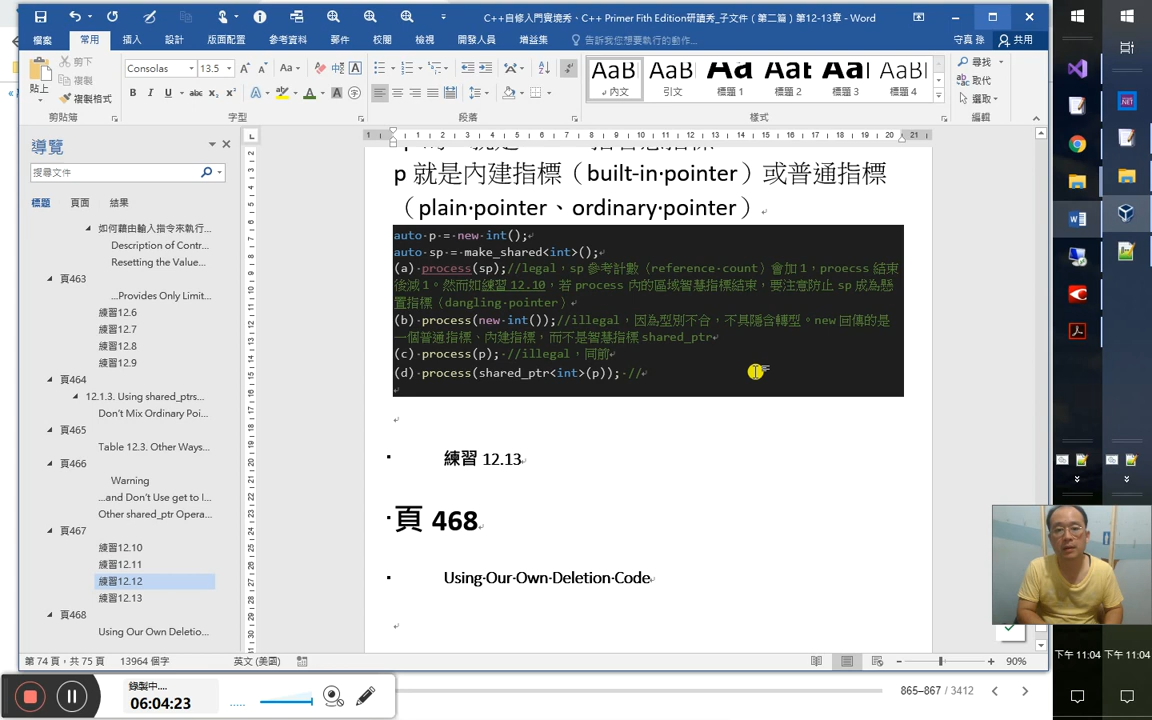 C++自修入門實境秀、C++ Primer Fith Edition研讀秀_子文件（第二篇）第12-13章 - Word
檔案 常用 插入 設計 版面配置 參考資料 郵件 校閱 檢視 開發人員 增益集 告訴我您想要執行的動作... 守真 孫 共用
貼上 剪下 複製 複製格式 剪貼簿
Consolas 13.5 字型
段落
AaB AaB AaB AaB AaB AaBl
內文 引文 標題 1 標題 2 標題 3 標題 4
樣式
尋找 取代 選取 編輯
導覽
搜尋文件
標題 頁面 結果
如何藉由輸入指令來執行...
Description of Contr...
Resetting the Value...
頁463
...Provides Only Limit...
練習12.6
練習12.7
練習12.8
練習12.9
頁464
12.1.3. Using shared_ptrs...
Don't Mix Ordinary Poi...
頁465
Table 12.3. Other Ways...
頁466
Warning
...and Don't Use get to I...
Other shared_ptr Opera...
頁467
練習12.10
練習12.11
練習12.12
練習12.13
頁468
Using Our Own Deletio...
p 就是內建指標（built-in pointer）或普通指標
（plain pointer、ordinary pointer）
auto p = new int();
auto sp = make_shared<int>();
(a) process(sp);//legal，sp 參考計數（reference count）會加 1，proecss 結束
後減 1。然而如練習 12.10，若 process 內的區域智慧指標結束，要注意防止 sp 成為懸
置指標（dangling pointer）
(b) process(new int());//illegal，因為型別不合，不具隱含轉型。new 回傳的是
一個普通指標、內建指標，而不是智慧指標 shared_ptr
(c) process(p); //illegal，同前
(d) process(shared_ptr<int>(p)); //
練習 12.13
頁 468
Using Our Own Deletion Code
第 74 頁，共 75 頁 13964 個字 英文 (美國) 90%
錄製中....
06:04:23
865–867 / 3412
下午 11:04 下午 11:04